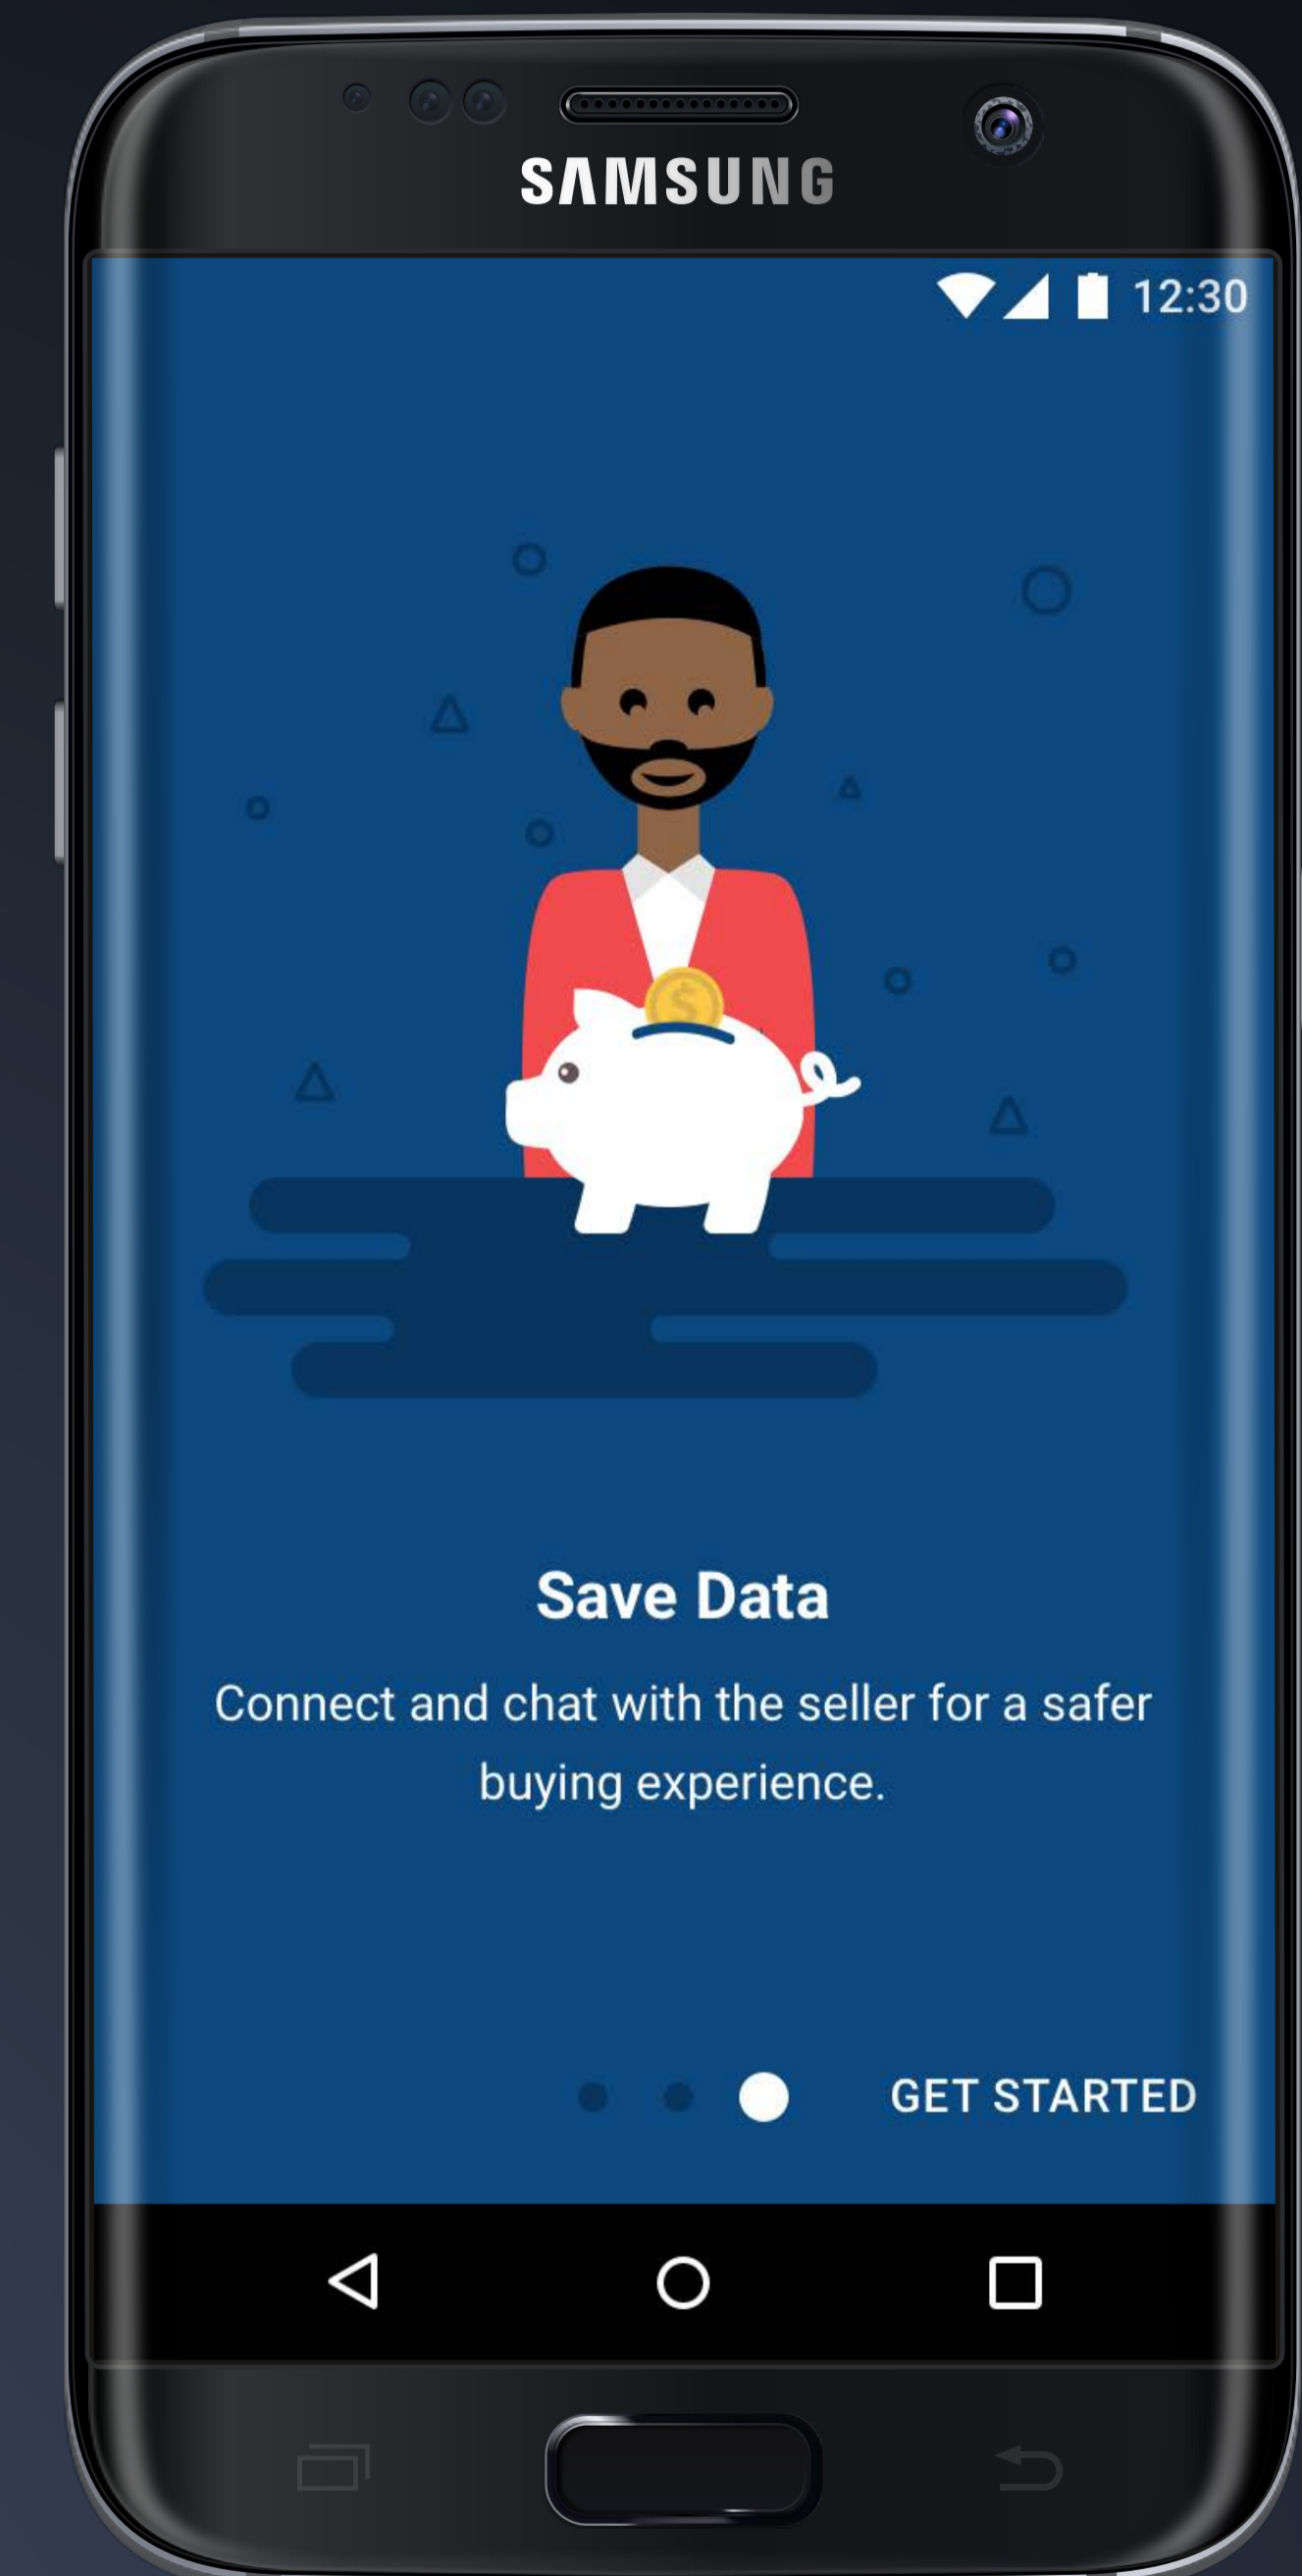 SAMSUNG
12:30
$
Save Data
Connect and chat with the seller for a safer
buying experience.
GET STARTED